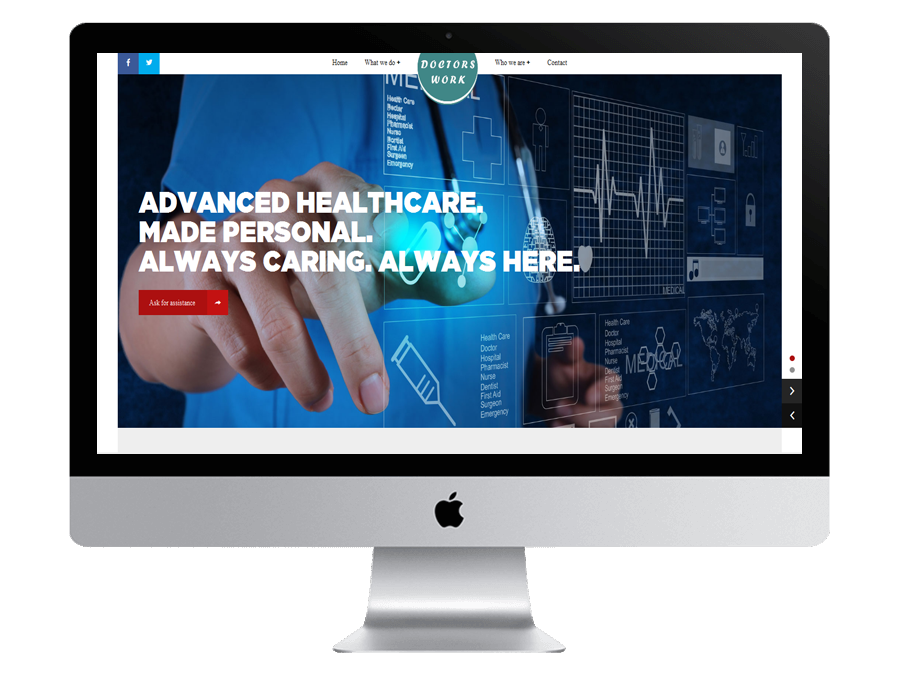 f
Home
What we do +
DOCTORS
WORK
Who we are +
Contact
Health Care
Doctor
Hospital
Pharmacist
Nurse
Dentist
First Aid
Surgeon
Emergency
ADVANCED HEALTHCARE.
MADE PERSONAL.
ALWAYS CARING. ALWAYS HERE.
MEDICAL
Ask for assistance
Health Care
Doctor
Hospital
Pharmacist
Nurse
Dentist
First Aid
Surgeon
Emergency
Health Care
Doctor
Hospital
Pharmacist
Nurse
Dentist
First Aid
Surgeon
Emergency
MEDICAL